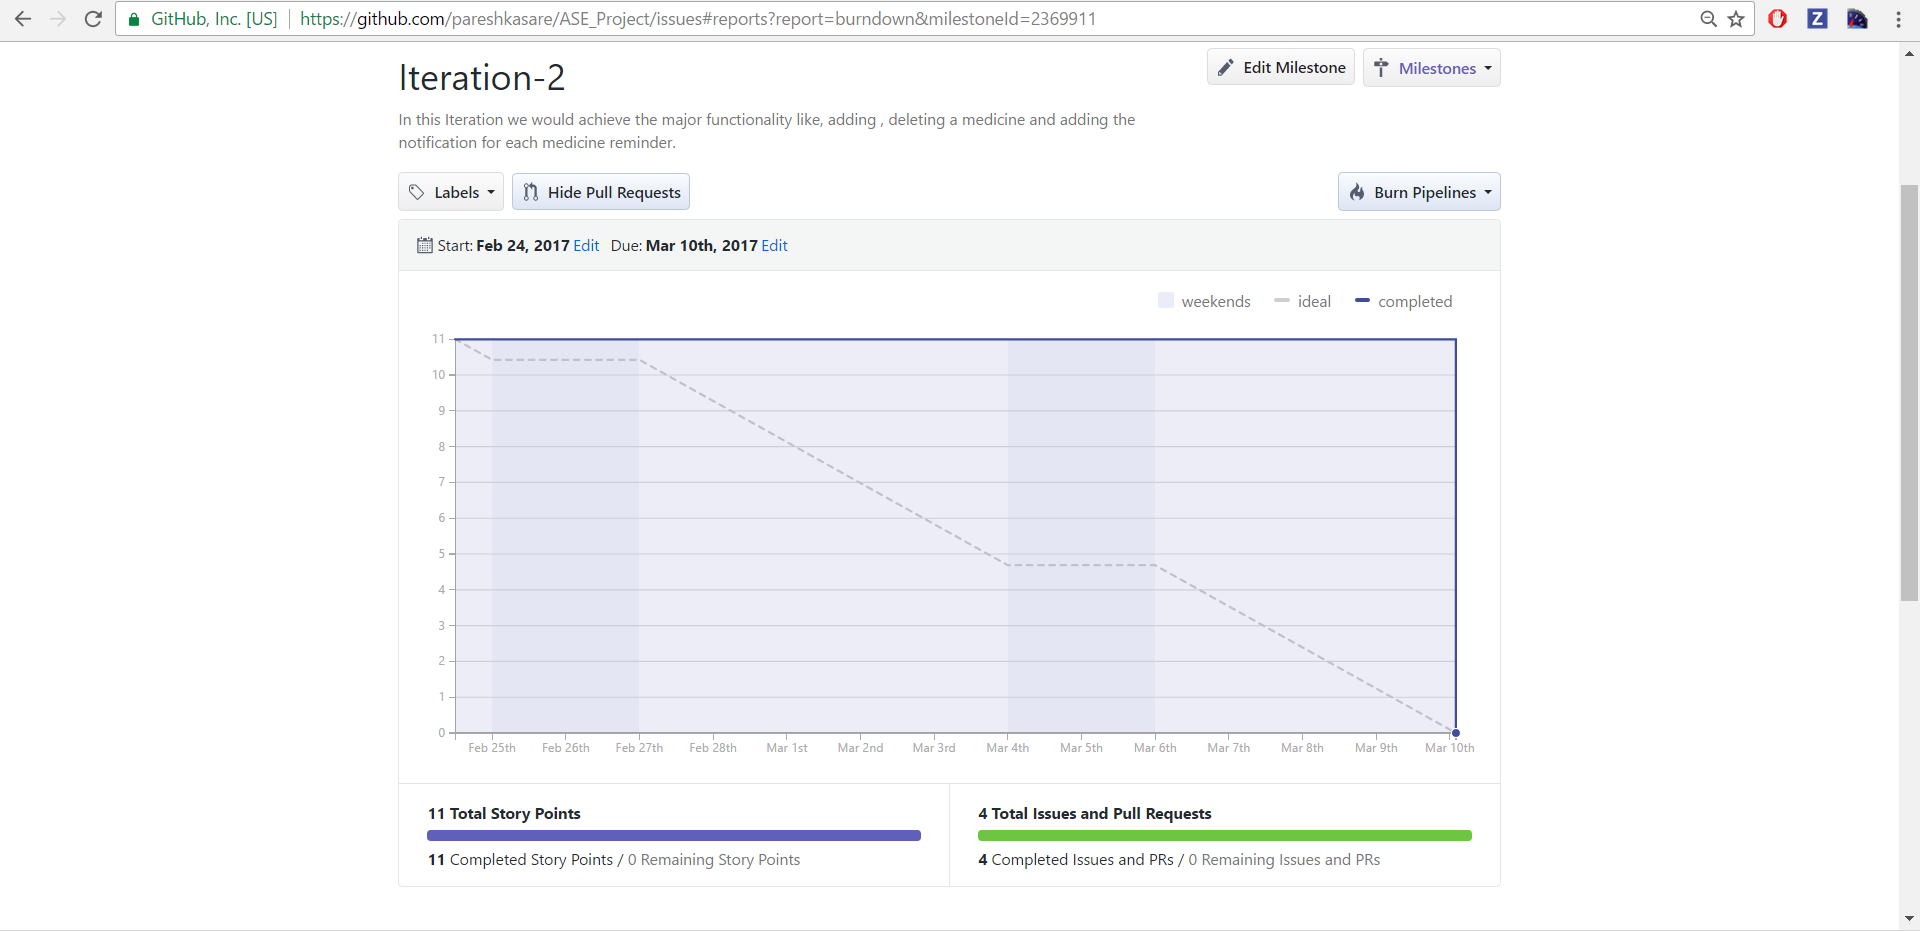 GitHub, Inc. [US] https://github.com/pareshkasare/ASE_Project/issues#reports?report=burndown&milestoneId=2369911
Z
Iteration-2
Edit Milestone
Milestones
In this Iteration we would achieve the major functionality like, adding , deleting a medicine and adding the
notification for each medicine reminder.
Labels
Hide Pull Requests
Burn Pipelines
Start: Feb 24, 2017 Edit Due: Mar 10th, 2017 Edit
weekends ideal completed
11
10
9
8
7
6
5
4
3
2
1
0
Feb 25th Feb 26th Feb 27th Feb 28th Mar 1st Mar 2nd Mar 3rd Mar 4th Mar 5th Mar 6th Mar 7th Mar 8th Mar 9th Mar 10th
11 Total Story Points
11 Completed Story Points / 0 Remaining Story Points
4 Total Issues and Pull Requests
4 Completed Issues and PRs / 0 Remaining Issues and PRs